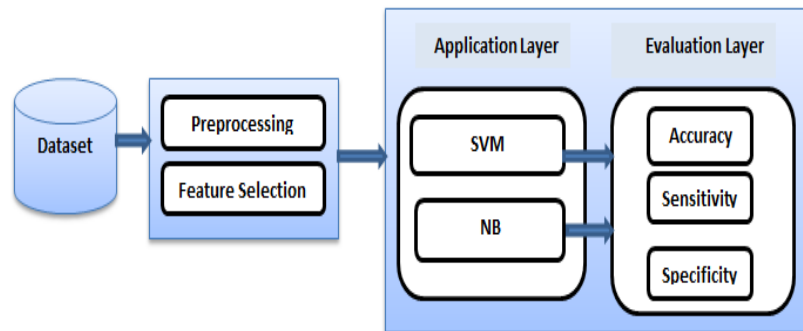 Application Layer
Evaluation Layer
Dataset
Preprocessing
Feature Selection
SVM
NB
Accuracy
Sensitivity
Specificity